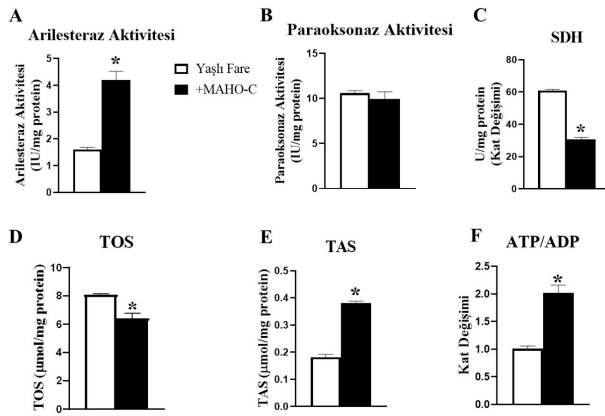 A
Arilesteraz Aktivitesi
Arilesteraz Aktivitesi
(IU/mg protein)
5
4
3
2
1
0
*
Yaşlı Fare
+MAHO-C
B
Paraoksonaz Aktivitesi
Paraoksonaz Aktivitesi
(IU/mg protein)
15
10
5
0
C
SDH
U/mg protein
(Kat Değişimi)
80
60
40
20
0
*
D
TOS
TOS (µmol/mg protein)
10
8
6
4
2
0
*
E
TAS
TAS (µmol/mg protein)
0.5
0.4
0.3
0.2
0.1
0.0
*
F
ATP/ADP
Kat Değişimi
2.5
2.0
1.5
1.0
0.5
0.0
*